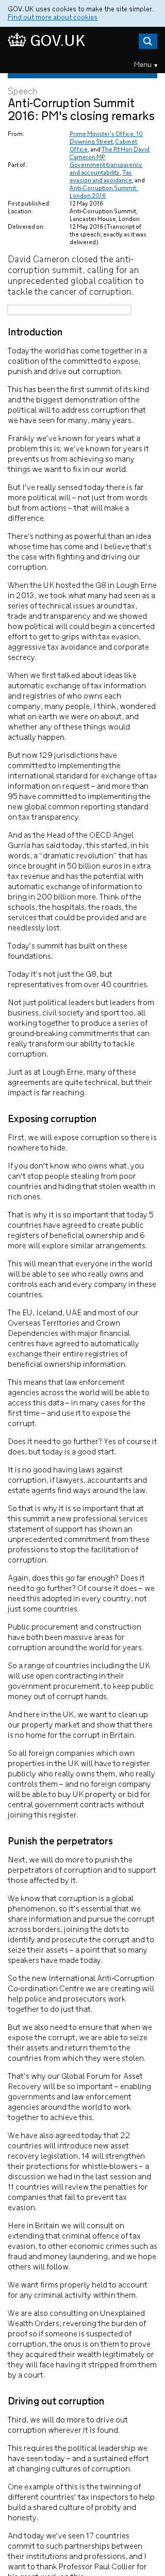 GOV.UK uses cookies to make the site simpler.
Find out more about cookies
GOV.UK
Menu ▾
Speech
Anti-Corruption Summit
2016: PM's closing remarks
From: Prime Minister's Office, 10
Downing Street, Cabinet
Office, and The Rt Hon David
Cameron MP
Part of: Government transparency
and accountability, Tax
evasion and avoidance, and
Anti-Corruption Summit:
London 2016
First published: 12 May 2016
Location: Anti-Corruption Summit,
Lancaster House, London
Delivered on: 12 May 2016 (Transcript of
the speech, exactly as it was
delivered)
David Cameron closed the anti-
corruption summit, calling for an
unprecedented global coalition to
tackle the cancer of corruption.
Introduction
Today the world has come together in a
coalition of the committed to expose,
punish and drive out corruption.
This has been the first summit of its kind
and the biggest demonstration of the
political will to address corruption that
we have seen for many, many years.
Frankly we've known for years what a
problem this is; we've known for years it
prevents us from achieving so many
things we want to fix in our world.
But I've really sensed today there is far
more political will – not just from words
but from actions – that will make a
difference.
There's nothing as powerful than an idea
whose time has come and I believe that's
the case with fighting and driving our
corruption.
When the UK hosted the G8 in Lough Erne
in 2013, we took what many had seen as a
series of technical issues around tax,
trade and transparency and we showed
how political will could begin a concerted
effort to get to grips with tax evasion,
aggressive tax avoidance and corporate
secrecy.
When we first talked about ideas like
automatic exchange of tax information
and registries of who owns each
company, many many people, I think, wondered
what on earth we were on about, and
whether any of these things would
actually happen.
But now 129 jurisdictions have
committed to implementing the
international standard for exchange of tax
information on request – and more than
95 have committed to implementing the
new global common reporting standard
on tax transparency.
And as the Head of the OECD Angel
Gurria has said today, this started, in his
words, a "dramatic revolution" that has
since brought in 50 billion euros in extra
tax revenue and has the potential with
automatic exchange of information to
bring in 200 billion more. Think of the
schools, the hospitals, the roads, the
services that could be provided and are
needlessly lost.
Today's summit has built on these
foundations.
Today it's not just the G8, but
representatives from over 40 countries.
Not just political leaders but leaders from
business, civil society and sport too, all
working together to produce a series of
ground-breaking commitments that can
really transform our ability to tackle
corruption.
Just as at Lough Erne, many of these
agreements are quite technical, but their
impact is far reaching.
Exposing corruption
First, we will expose corruption so there is
nowhere to hide.
If you don't know who owns what, you
can't stop people stealing from poor
countries and hiding that stolen wealth in
rich ones.
That is why it is so important that today 5
countries have agreed to create public
registers of beneficial ownership and 6
more will explore similar arrangements.
This will mean that everyone in the world
will be able to see who really owns and
controls each and every company in these
countries.
The EU, Iceland, UAE and most of our
Overseas Territories and Crown
Dependencies with major financial
centres have agreed to automatically
exchange their entire registries of
beneficial ownership information.
This means that law enforcement
agencies across the world will be able to
access this data – in many cases for the
first time – and use it to expose the
corrupt.
Does it need to go further? Yes of course it
does, but today is a good start.
It is no good having laws against
corruption, if lawyers, accountants and
estate agents find ways around the law.
So that is why it is so important that at
this summit a new professional services
statement of support has shown an
unprecedented commitment from these
professions to stop the facilitation of
corruption.
Again, does this go far enough? Does it
need to go further? Of course it does – we
need this adopted in every country, not
just some countries.
Public procurement and construction
have both been massive areas for
corruption around the world for years.
So a range of countries including the UK
will use open contracting in their
government procurement, to keep public
money out of corrupt hands.
And here in the UK, we want to clean up
our property market and show that there
is no home for the corrupt in Britain.
So all foreign companies which own
properties in the UK will have to register
publicly who really owns them, who really
controls them – and no foreign company
will be able to buy UK property or bid for
central government contracts without
joining this register.
Punish the perpetrators
Next, we will do more to punish the
perpetrators of corruption and to support
those affected by it.
We know that corruption is a global
phenomenon, so it's essential that we
share information and pursue the corrupt
across borders, joining the dots to
identify and prosecute the corrupt and to
seize their assets – a point that so many
speakers have made today.
So the new International Anti-Corruption
Co-ordination Centre we are creating will
help police and prosecutors work
together to do just that.
But we also need to ensure that when we
expose the corrupt, we are able to seize
their assets and return them to the
countries from which they were stolen.
That's why our Global Forum for Asset
Recovery will be so important – enabling
governments and law enforcement
agencies around the world to work
together to achieve this.
We have also agreed today that 22
countries will introduce new asset
recovery legislation, 14 will strengthen
their protections for whistle-blowers – a
discussion we had in the last session and
11 countries will review the penalties for
companies that fail to prevent tax
evasion.
Here in Britain we will consult on
extending that criminal offence of tax
evasion, to other economic crimes such as
fraud and money laundering, and we hope
others will follow.
We want firms properly held to account
for any criminal activity within them.
We are also consulting on Unexplained
Wealth Orders, reversing the burden of
proof so if someone is suspected of
corruption, the onus is on them to prove
they acquired their wealth legitimately or
they will face having it stripped from them
by a court.
Driving out corruption
Third, we will do more to drive out
corruption wherever it is found.
This requires the political leadership we
have seen today – and a sustained effort
at changing cultures of corruption.
One example of this is the twinning of
different countries' tax inspectors to help
build a shared culture of probity and
honesty.
And today we've seen 17 countries
commit to such partnerships between
their institutions and professions, and I
want to thank Professor Paul Collier for